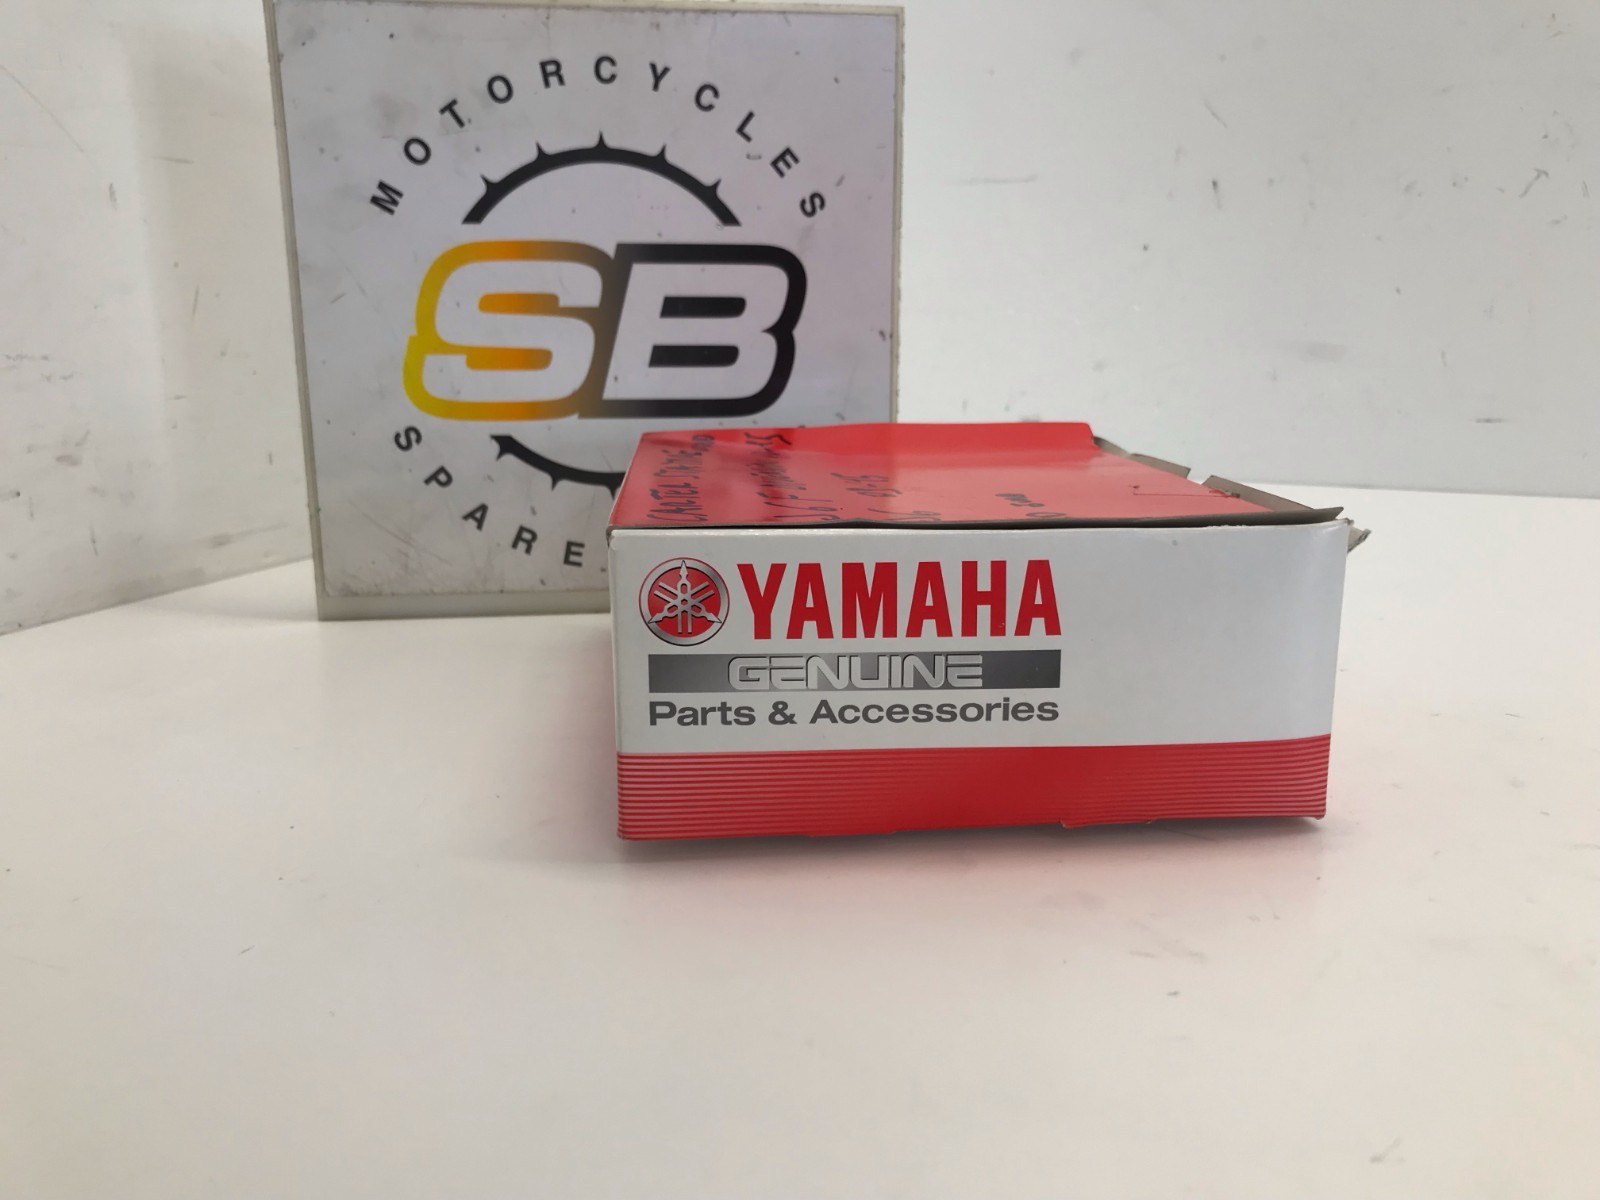 MOTORCYCLES
SB
SPARE
YAMAHA
GENUINE
Parts & Accessories